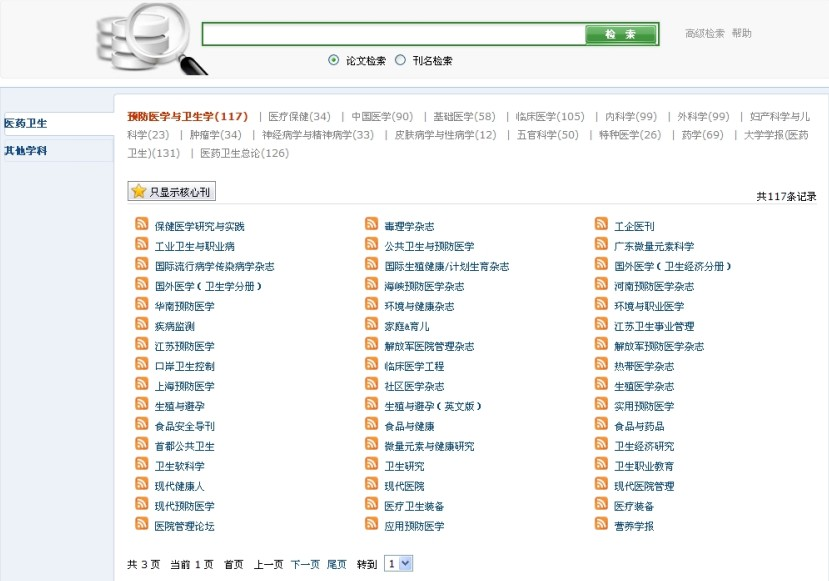 检 索
高级检索 帮助
论文检索 刊名检索
医药卫生
其他学科
预防医学与卫生学(117) | 医疗保健(34) | 中国医学(90) | 基础医学(58) | 临床医学(105) | 内科学(99) | 外科学(99) | 妇产科学与儿
科学(23) | 肿瘤学(34) | 神经病学与精神病学(33) | 皮肤病学与性病学(12) | 五官科学(50) | 特种医学(26) | 药学(69) | 大学学报(医药
卫生)(131) | 医药卫生总论(126)
只显示核心刊
共117条记录
保健医学研究与实践 毒理学杂志 工企医刊
工业卫生与职业病 公共卫生与预防医学 广东微量元素科学
国际流行病学传染病学杂志 国际生殖健康/计划生育杂志 国外医学(卫生经济分册)
国外医学(卫生学分册) 海峡预防医学杂志 河南预防医学杂志
华南预防医学 环境与健康杂志 环境与职业医学
疾病监测 家庭&育儿 江苏卫生事业管理
江苏预防医学 解放军医院管理杂志 解放军预防医学杂志
口岸卫生控制 临床医学工程 热带医学杂志
上海预防医学 社区医学杂志 生殖医学杂志
生殖与避孕 生殖与避孕(英文版) 实用预防医学
食品安全导刊 食品与健康 食品与药品
首都公共卫生 微量元素与健康研究 卫生经济研究
卫生软科学 卫生研究 卫生职业教育
现代健康人 现代医院 现代医院管理
现代预防医学 医疗卫生装备 医疗装备
医院管理论坛 应用预防医学 营养学报
共 3 页 当前 1 页 首页 上一页 下一页 尾页 转到 1